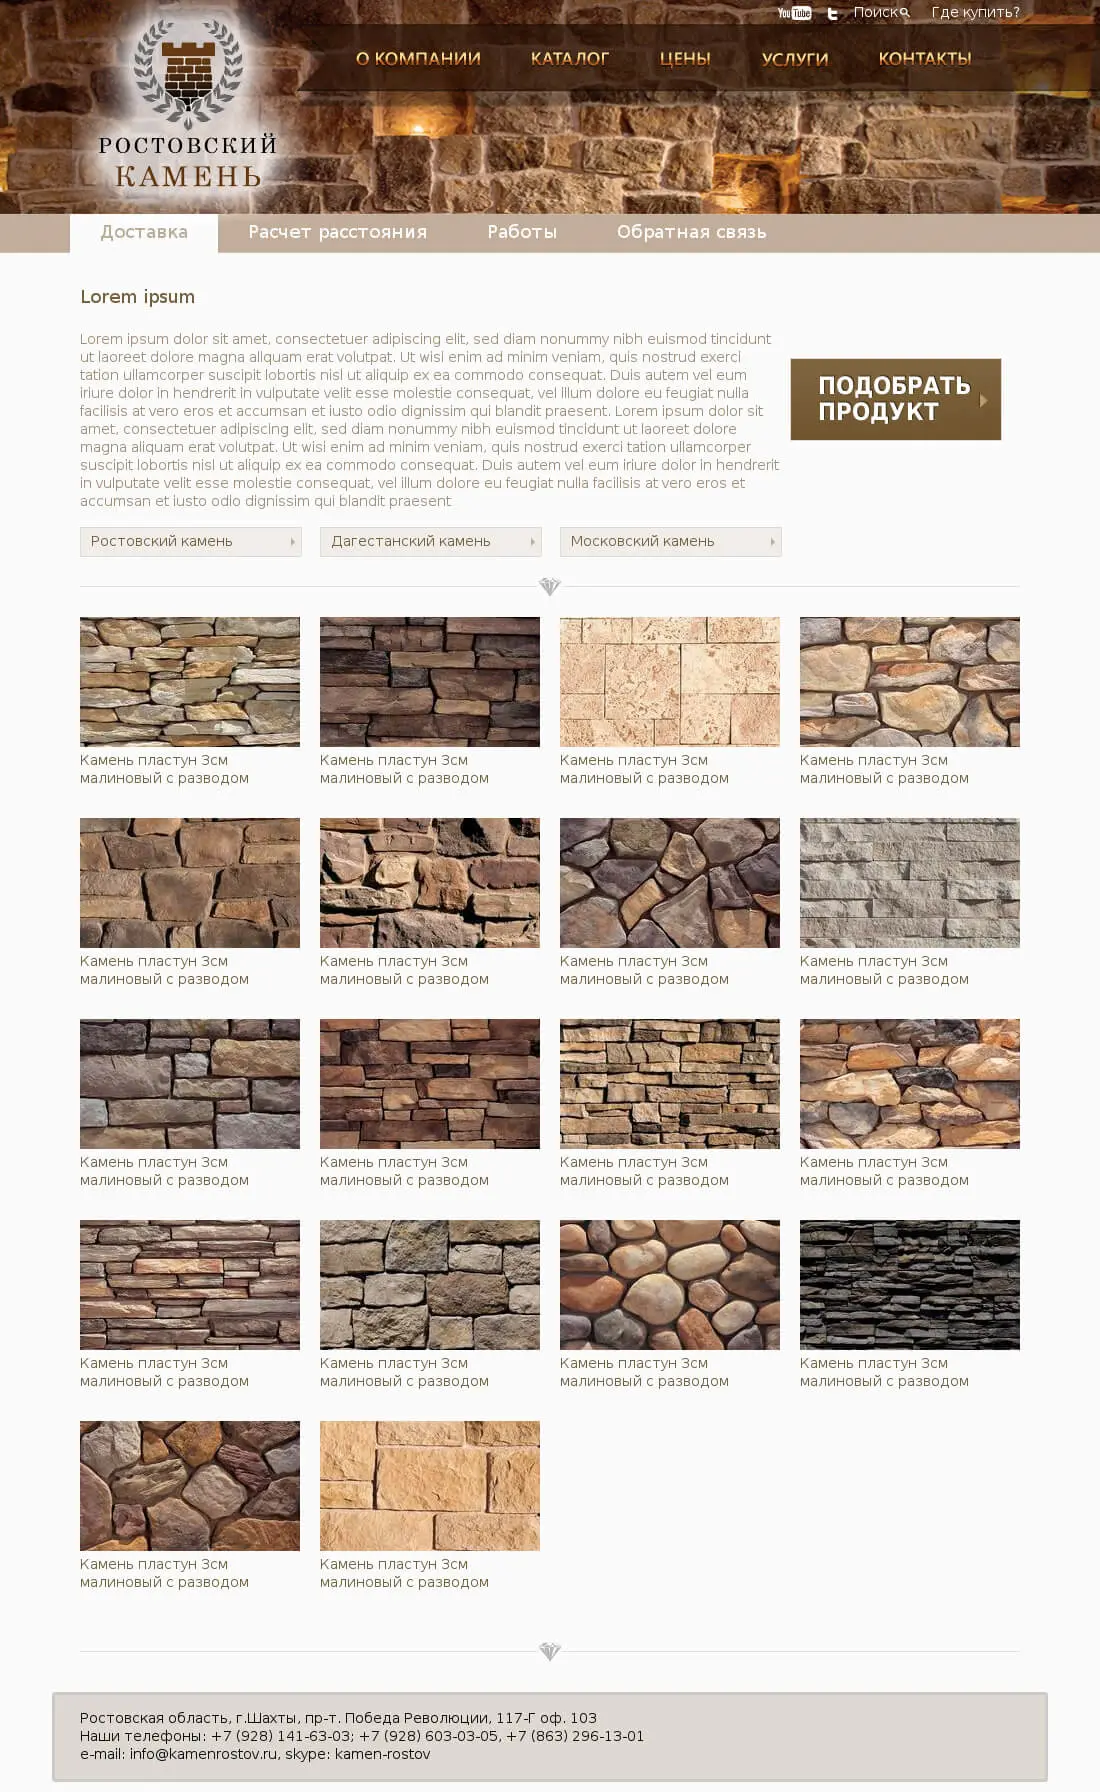 You Tube Поиск Где купить?
О КОМПАНИИ КАТАЛОГ ЦЕНЫ УСЛУГИ КОНТАКТЫ
РОСТОВСКИЙ
КАМЕНЬ
Доставка Расчет расстояния Работы Обратная связь
Lorem ipsum
Lorem ipsum dolor sit amet, consectetuer adipiscing elit, sed diam nonummy nibh euismod tincidunt
ut laoreet dolore magna aliquam erat volutpat. Ut wisi enim ad minim veniam, quis nostrud exerci
tation ullamcorper suscipit lobortis nisl ut aliquip ex ea commodo consequat. Duis autem vel eum
iriure dolor in hendrerit in vulputate velit esse molestie consequat, vel illum dolore eu feugiat nulla
facilisis at vero eros et accumsan et iusto odio dignissim qui blandit praesent. Lorem ipsum dolor sit
amet, consectetuer adipiscing elit, sed diam nonummy nibh euismod tincidunt ut laoreet dolore
magna aliquam erat volutpat. Ut wisi enim ad minim veniam, quis nostrud exerci tation ullamcorper
suscipit lobortis nisl ut aliquip ex ea commodo consequat. Duis autem vel eum iriure dolor in hendrerit
in vulputate velit esse molestie consequat, vel illum dolore eu feugiat nulla facilisis at vero eros et
accumsan et iusto odio dignissim qui blandit praesent
ПОДОБРАТЬ
ПРОДУКТ
Ростовский камень Дагестанский камень Московский камень
Камень пластун 3см Камень пластун 3см Камень пластун 3см Камень пластун 3см
малиновый с разводом малиновый с разводом малиновый с разводом малиновый с разводом
Камень пластун 3см Камень пластун 3см Камень пластун 3см Камень пластун 3см
малиновый с разводом малиновый с разводом малиновый с разводом малиновый с разводом
Камень пластун 3см Камень пластун 3см Камень пластун 3см Камень пластун 3см
малиновый с разводом малиновый с разводом малиновый с разводом малиновый с разводом
Камень пластун 3см Камень пластун 3см Камень пластун 3см Камень пластун 3см
малиновый с разводом малиновый с разводом малиновый с разводом малиновый с разводом
Камень пластун 3см Камень пластун 3см
малиновый с разводом малиновый с разводом
Ростовская область, г.Шахты, пр-т. Победа Революции, 117-Г оф. 103
Наши телефоны: +7 (928) 141-63-03; +7 (928) 603-03-05, +7 (863) 296-13-01
e-mail: info@kamenrostov.ru, skype: kamen-rostov